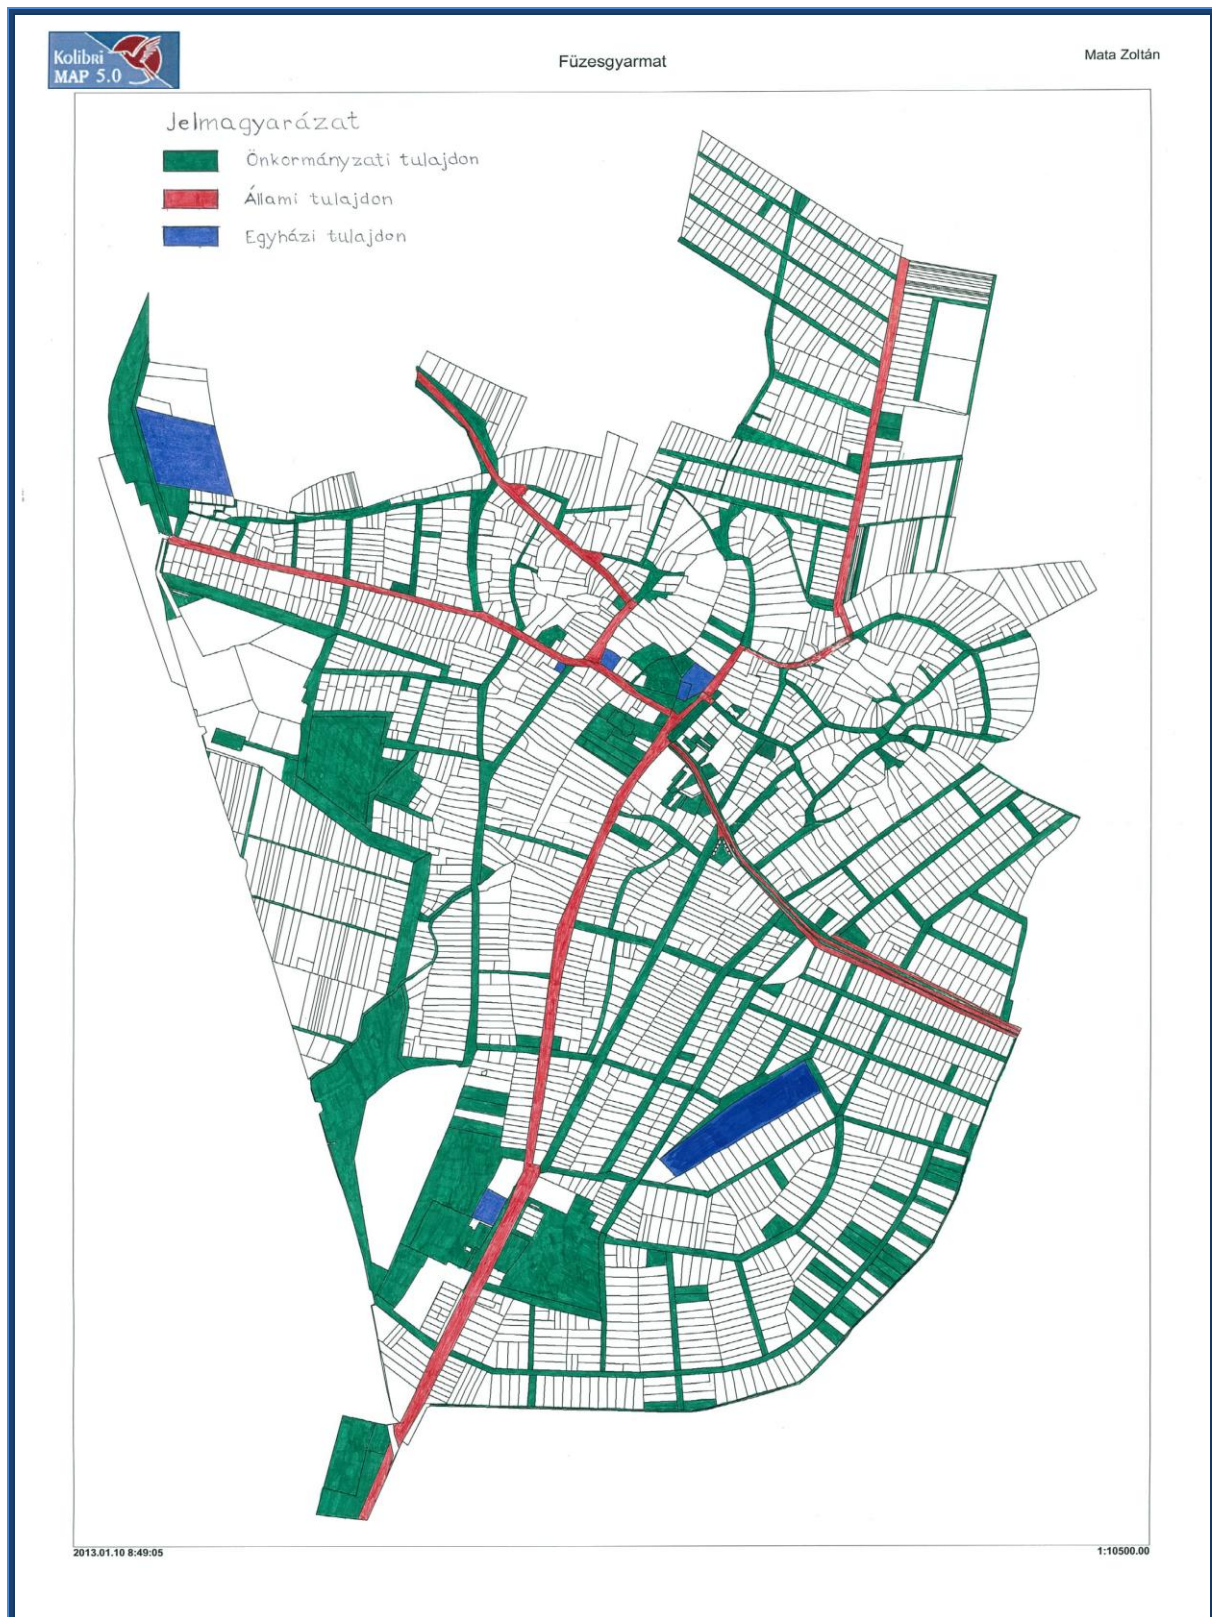 Kolibri
MAP 5.0
Füzesgyarmat
Mata Zoltán
Jelmagyarázat
Önkormányzati tulajdon
Állami tulajdon
Egyházi tulajdon
2013.01.10 8:49:05
1:10500.00